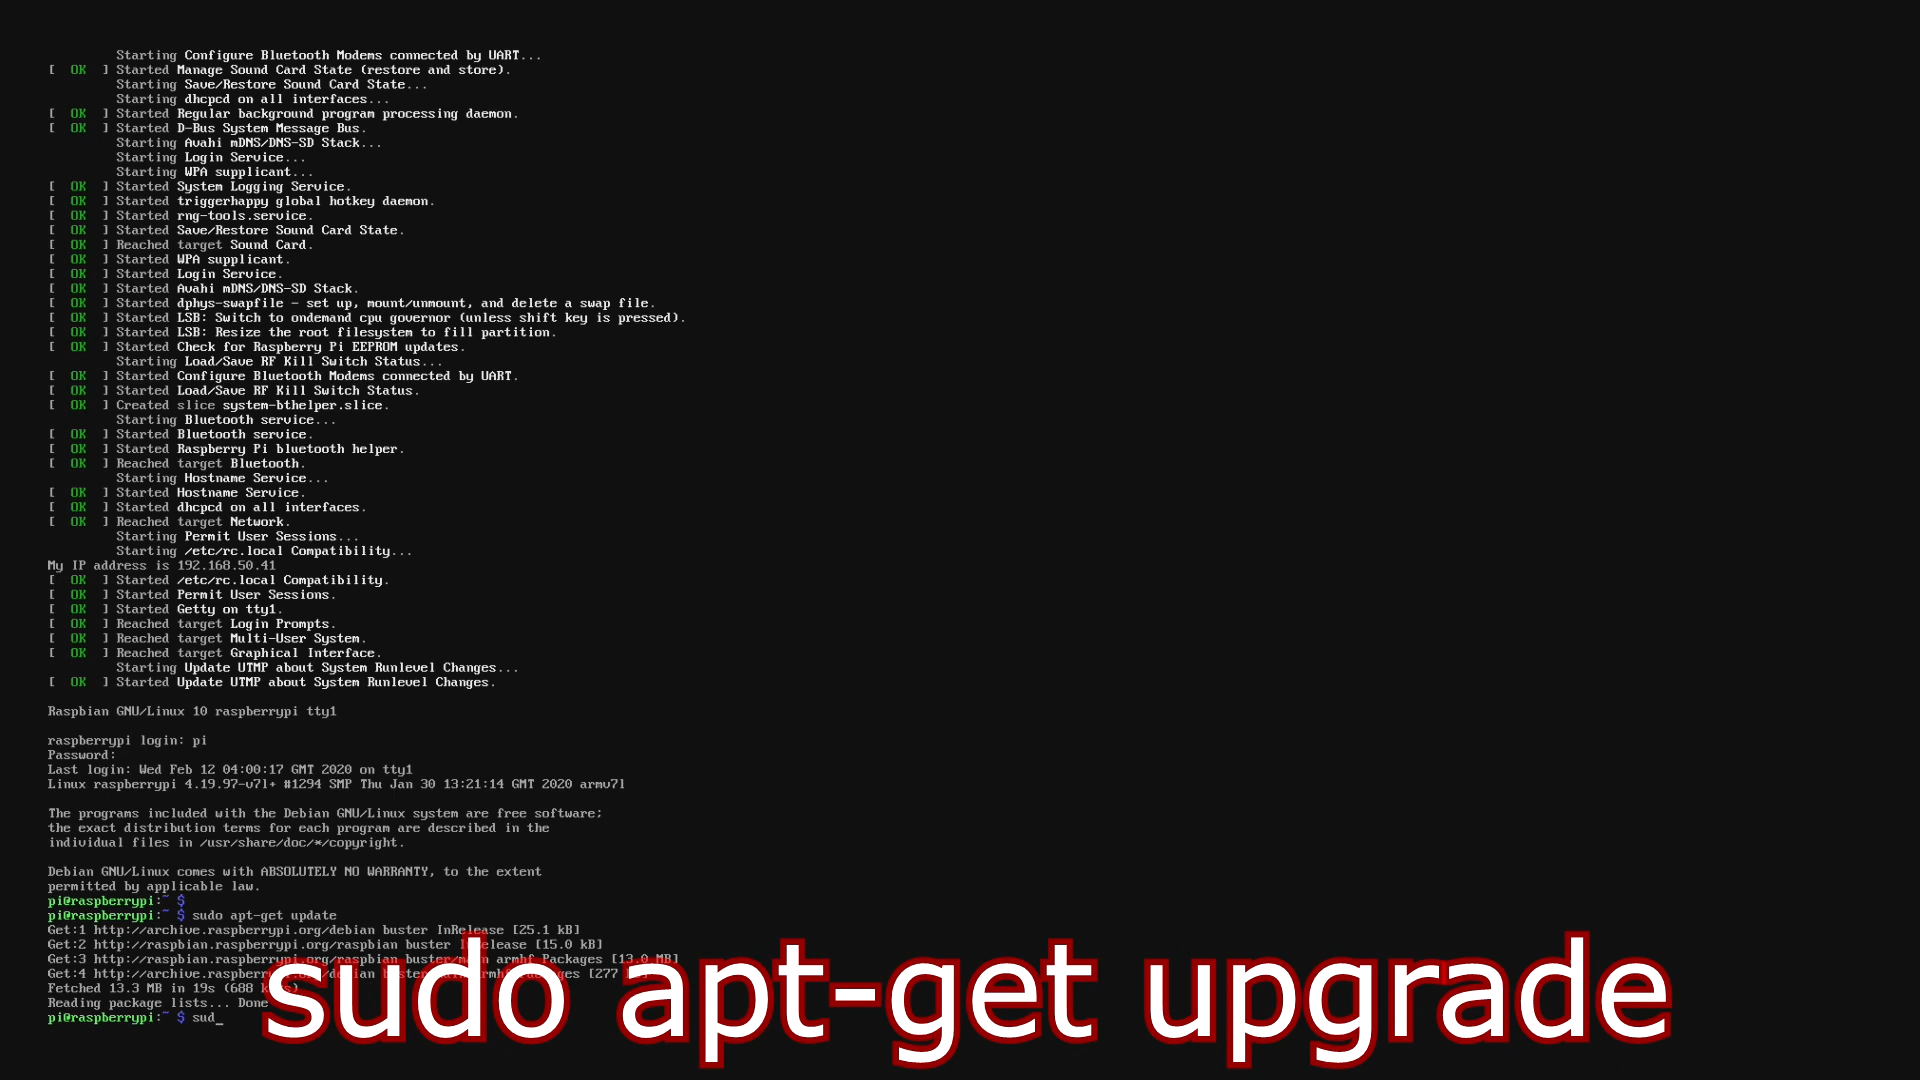 Starting Configure Bluetooth Modems connected by UART...
[  OK  ] Started Manage Sound Card State (restore and store).
Starting Save/Restore Sound Card State...
Starting dhcpcd on all interfaces...
[  OK  ] Started Regular background program processing daemon.
[  OK  ] Started D-Bus System Message Bus.
Starting Avahi mDNS/DNS-SD Stack...
Starting Login Service...
Starting WPA supplicant...
[  OK  ] Started System Logging Service.
[  OK  ] Started triggerhappy global hotkey daemon.
[  OK  ] Started rng-tools.service.
[  OK  ] Started Save/Restore Sound Card State.
[  OK  ] Reached target Sound Card.
[  OK  ] Started WPA supplicant.
[  OK  ] Started Login Service.
[  OK  ] Started Avahi mDNS/DNS-SD Stack.
[  OK  ] Started dphys-swapfile - set up, mount/unmount, and delete a swap file.
[  OK  ] Started LSB: Switch to ondemand cpu governor (unless shift key is pressed).
[  OK  ] Started LSB: Resize the root filesystem to fill partition.
[  OK  ] Started Check for Raspberry Pi EEPROM updates.
Starting Load/Save RF Kill Switch Status...
[  OK  ] Started Configure Bluetooth Modems connected by UART.
[  OK  ] Started Load/Save RF Kill Switch Status.
[  OK  ] Created slice system-bthelper.slice.
Starting Bluetooth service...
[  OK  ] Started Bluetooth service.
[  OK  ] Started Raspberry Pi bluetooth helper.
[  OK  ] Reached target Bluetooth.
Starting Hostname Service...
[  OK  ] Started Hostname Service.
[  OK  ] Started dhcpcd on all interfaces.
[  OK  ] Reached target Network.
Starting Permit User Sessions...
Starting /etc/rc.local Compatibility...
My IP address is 192.168.50.41
[  OK  ] Started /etc/rc.local Compatibility.
[  OK  ] Started Permit User Sessions.
[  OK  ] Started Getty on tty1.
[  OK  ] Reached target Login Prompts.
[  OK  ] Reached target Multi-User System.
[  OK  ] Reached target Graphical Interface.
Starting Update UTMP about System Runlevel Changes...
[  OK  ] Started Update UTMP about System Runlevel Changes.
Raspbian GNU/Linux 10 raspberrypi tty1
raspberrypi login: pi
Password:
Last login: Wed Feb 12 04:00:17 GMT 2020 on tty1
Linux raspberrypi 4.19.97-v7l+ #1294 SMP Thu Jan 30 13:21:14 GMT 2020 armv7l
The programs included with the Debian GNU/Linux system are free software;
the exact distribution terms for each program are described in the
individual files in /usr/share/doc/*/copyright.
Debian GNU/Linux comes with ABSOLUTELY NO WARRANTY, to the extent
permitted by applicable law.
pi@raspberrypi:~ $
pi@raspberrypi:~ $ sudo apt-get update
Get:1 http://archive.raspberrypi.org/debian buster InRelease [25.1 kB]
Get:2 http://raspbian.raspberrypi.org/raspbian buster InRelease [15.0 kB]
Get:3 http://raspbian.raspberrypi.org/raspbian buster/main armhf Packages [13.0 MB]
Get:4 http://archive.raspberrypi.org/debian buster/main armhf Packages [277
Fetched 13.3 MB in 19s (688
Reading package lists... Done
pi@raspberrypi:~ $ sud_
sudo apt-get upgrade